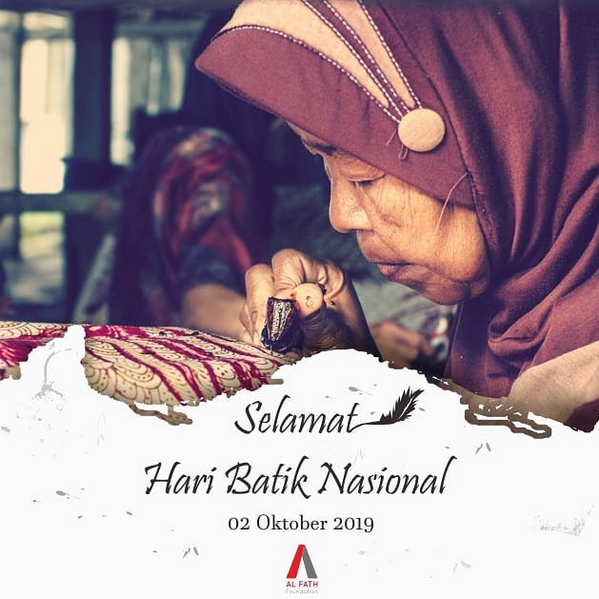 Selamat
Hari Batik Nasional
02 Oktober 2019
AL FATH
Foundation